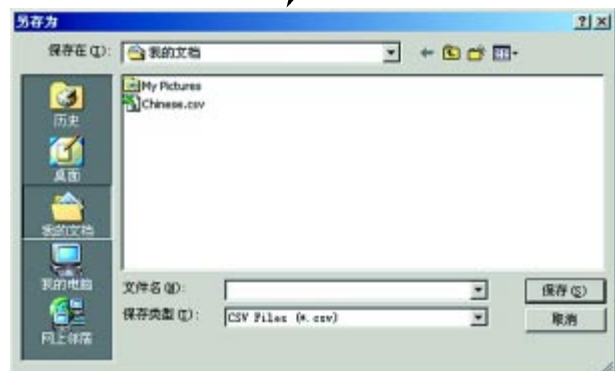 另存为
保存在(I):
我的文档
My Pictures
Chinese.csv
历史
桌面
我的文档
我的电脑
网上邻居
文件名(N):
保存(S)
保存类型(T):
CSV Files (*.csv)
取消